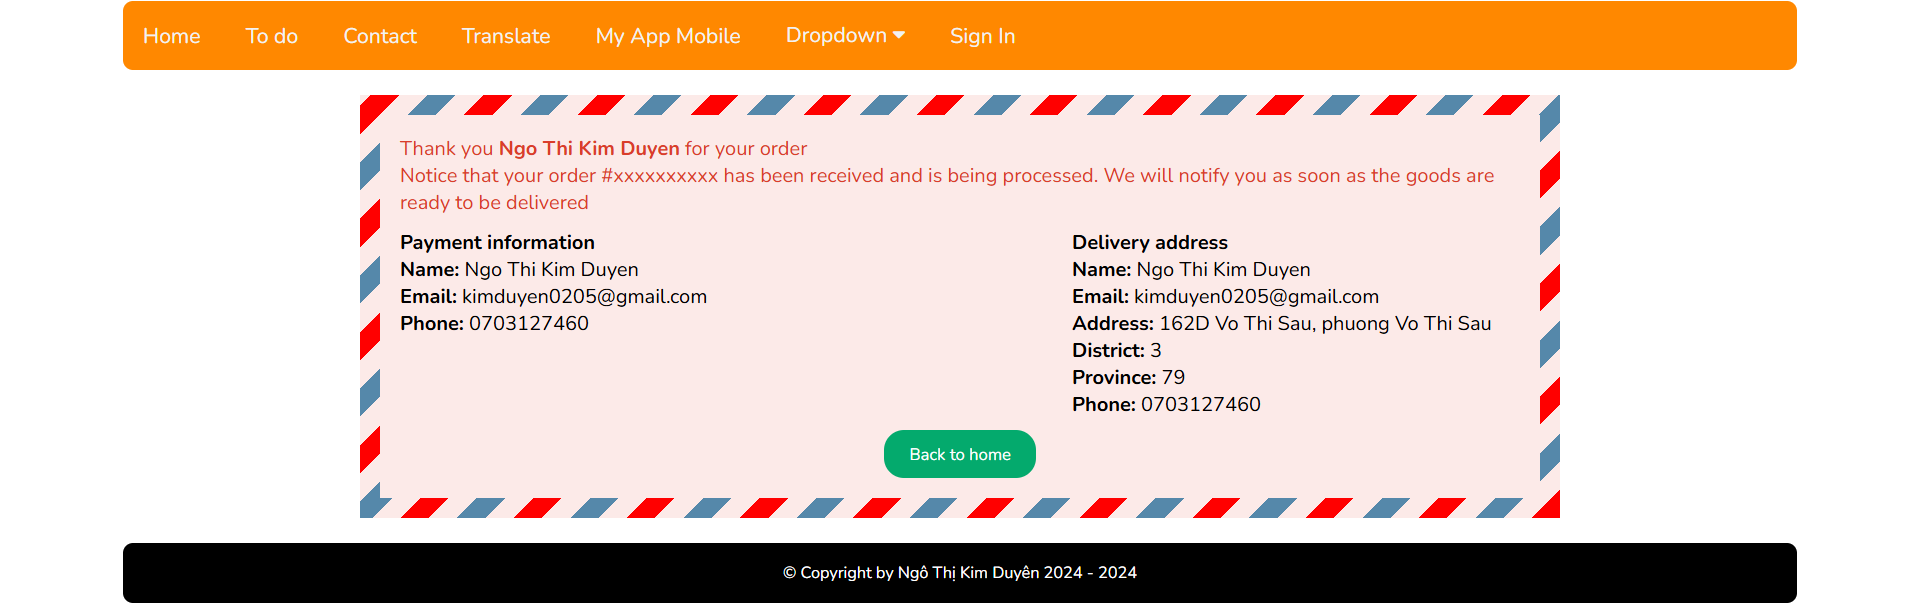 Home To do Contact Translate My App Mobile Dropdown Sign In
Thank you Ngo Thi Kim Duyen for your order
Notice that your order #xxxxxxxxxx has been received and is being processed. We will notify you as soon as the goods are
ready to be delivered
Payment information
Name: Ngo Thi Kim Duyen
Email: kimduyen0205@gmail.com
Phone: 0703127460
Delivery address
Name: Ngo Thi Kim Duyen
Email: kimduyen0205@gmail.com
Address: 162D Vo Thi Sau, phuong Vo Thi Sau
District: 3
Province: 79
Phone: 0703127460
Back to home
© Copyright by Ngô Thị Kim Duyên 2024 - 2024